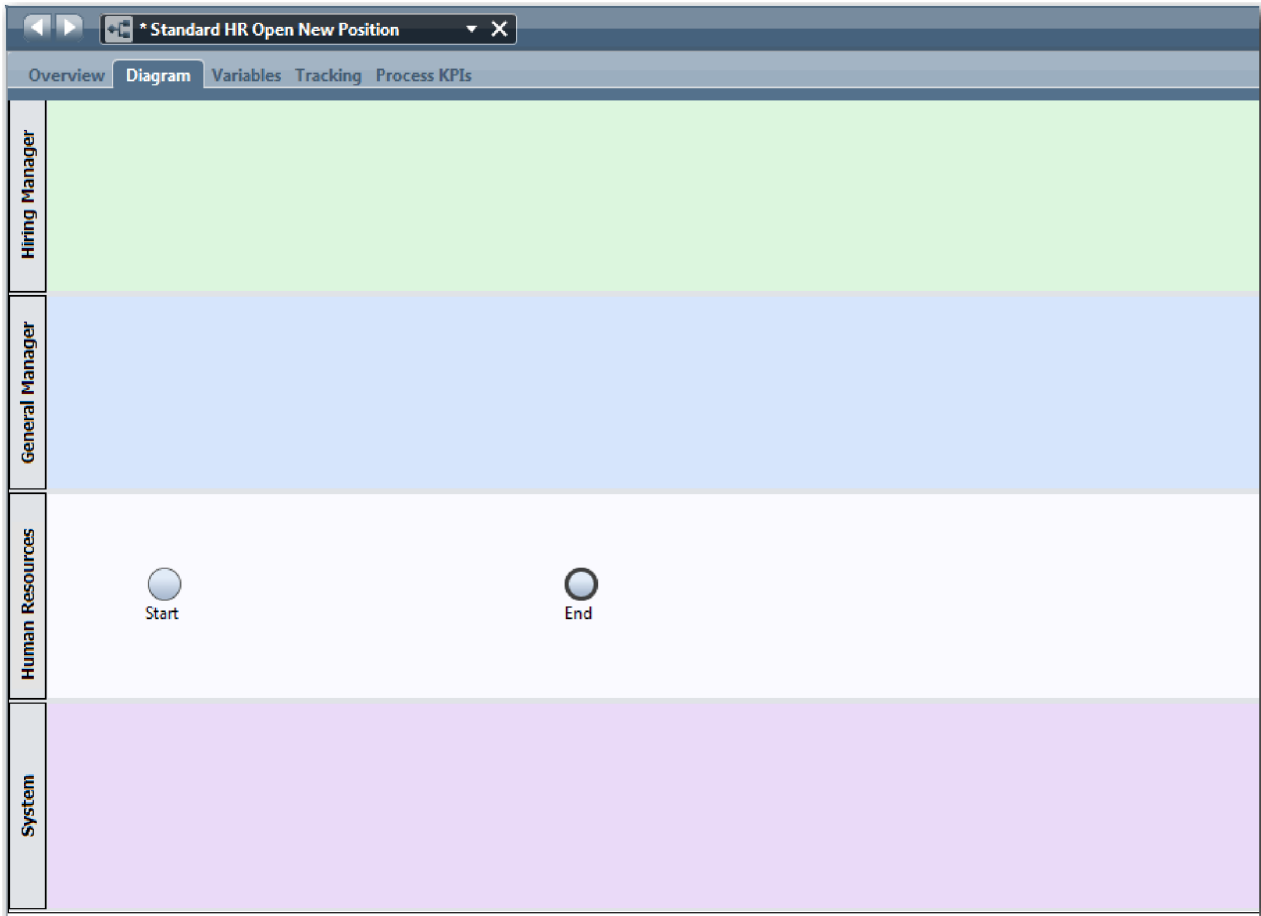 * Standard HR Open New Position
Overview Diagram Variables Tracking Process KPIs
Hiring Manager
General Manager
Human Resources
Start
End
System